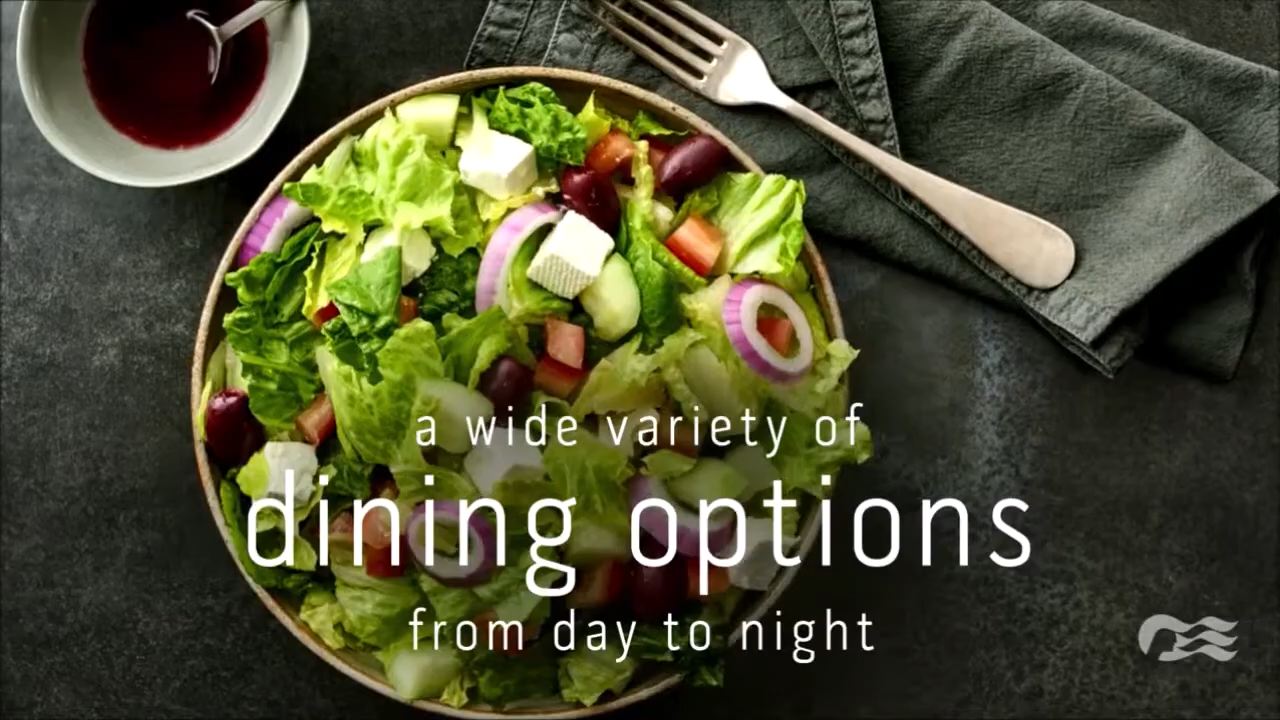 a wide variety of
dining options
from day to night